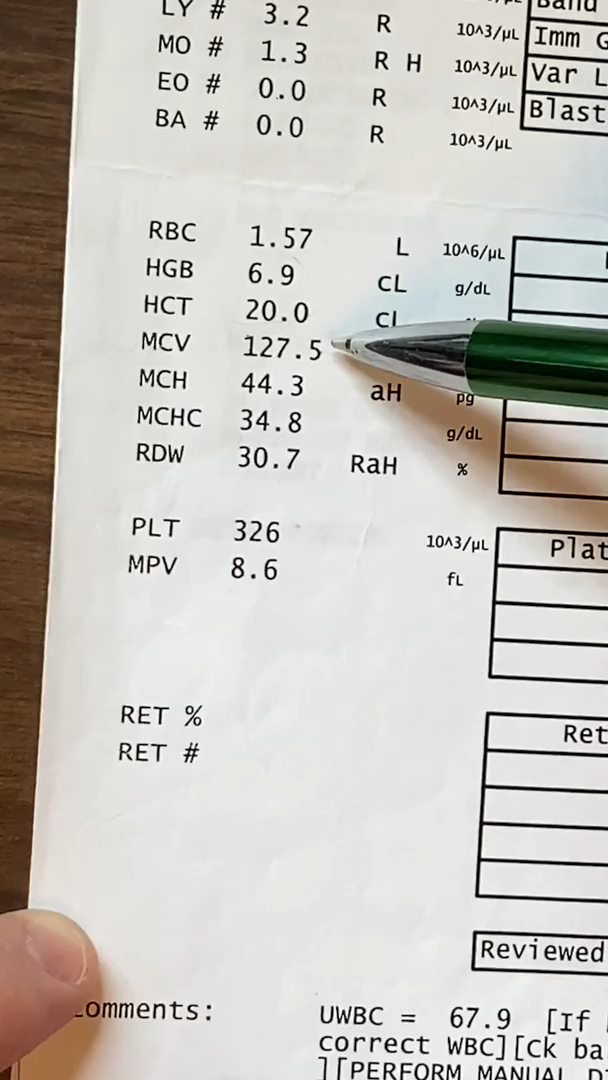 LY # 3.2 R 10^3/µL
MO # 1.3 R H 10^3/µL Imm G
EO # 0.0 R 10^3/µL Var L
BA # 0.0 R 10^3/µL Blast
RBC 1.57 L 10^6/µL
HGB 6.9 cL g/dL
HCT 20.0
MCV 127.5
MCH 44.3 aH pg
MCHC 34.8 g/dL
RDW 30.7 RaH %
PLT 326 10^3/µL Plat
MPV 8.6 fL
RET % Ret
RET #
Reviewed
Comments: UWBC = 67.9 [If
correct WBC][Ck ba
][PERFORM MANUAL